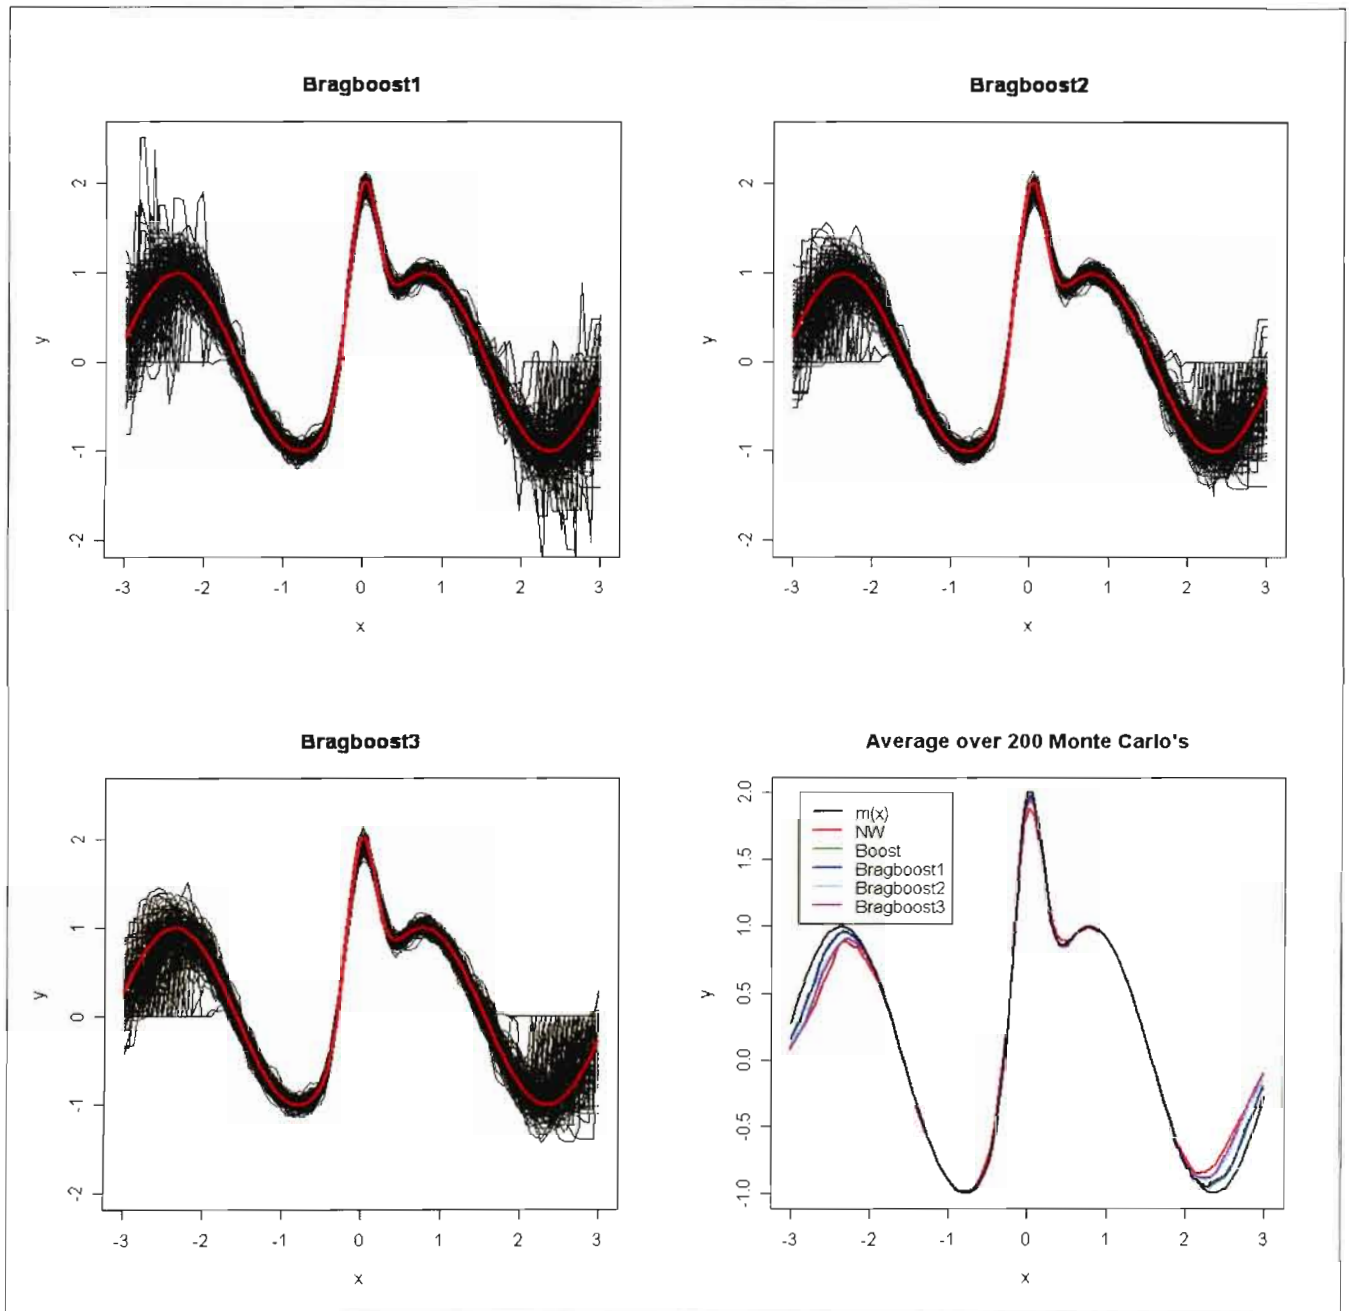 Bragboost1
2
1
0
-1
-2
y
-3 -2 -1 0 1 2 3
x
Bragboost2
2
1
0
-1
-2
y
-3 -2 -1 0 1 2 3
x
Bragboost3
2
1
0
-1
-2
y
-3 -2 -1 0 1 2 3
x
Average over 200 Monte Carlo's
m(x)
NW
Boost
Bragboost1
Bragboost2
Bragboost3
2.0
1.5
1.0
0.5
0.0
-0.5
-1.0
y
-3 -2 -1 0 1 2 3
x